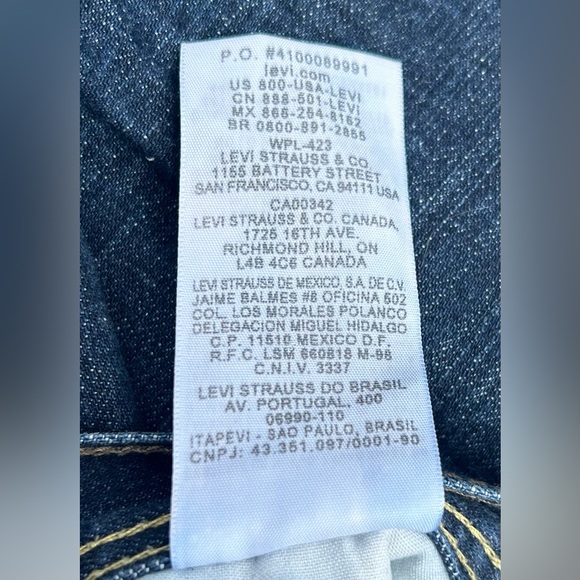 P.O. #4100089991
levi.com
US 800-USA-LEVI
CN 888-501-LEVI
MX 866-254-8162
BR 0800-891-2855
WPL-423
LEVI STRAUSS & CO.
1155 BATTERY STREET
SAN FRANCISCO, CA 94111 USA
CA00342
LEVI STRAUSS & CO. CANADA,
1725 16TH AVE.
RICHMOND HILL, ON
L4B 4C6 CANADA
LEVI STRAUSS DE MEXICO, S.A. DE C.V.
JAIME BALMES #8 OFICINA 502
COL. LOS MORALES POLANCO
DELEGACION MIGUEL HIDALGO
C.P. 11510 MEXICO D.F.
R.F.C. LSM 660818 M-98
C.N.I.V. 3337
LEVI STRAUSS DO BRASIL
AV. PORTUGAL, 400
06990-110
ITAPEVI - SAO PAULO, BRASIL
CNPJ: 43.351.097/0001-90